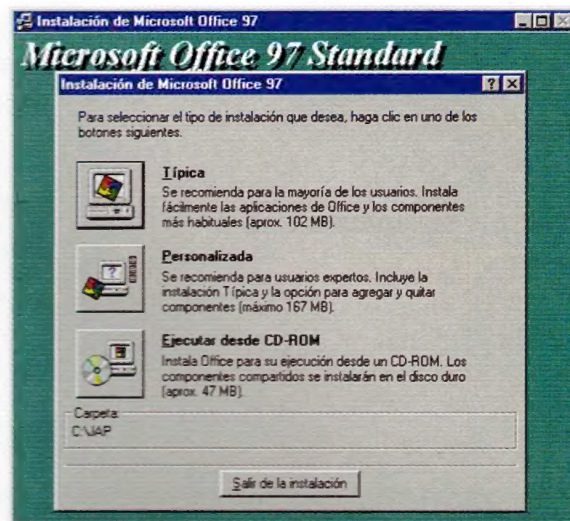 Instalación de Microsoft Office 97
Microsoft Office 97 Standard
Instalación de Microsoft Office 97
Para seleccionar el tipo de instalación que desea, haga clic en uno de los
botones siguientes.
Típica
Se recomienda para la mayoría de los usuarios. Instala
fácilmente las aplicaciones de Office y los componentes
más habituales (aprox. 102 MB).
Personalizada
Se recomienda para usuarios expertos. Incluye la
instalación Típica y la opción para agregar y quitar
componentes (máximo 167 MB).
Ejecutar desde CD-ROM
Instala Office para su ejecución desde un CD-ROM. Los
componentes compartidos se instalarán en el disco duro
(aprox. 47 MB).
Carpeta:
C:\IAP
Salir de la instalación